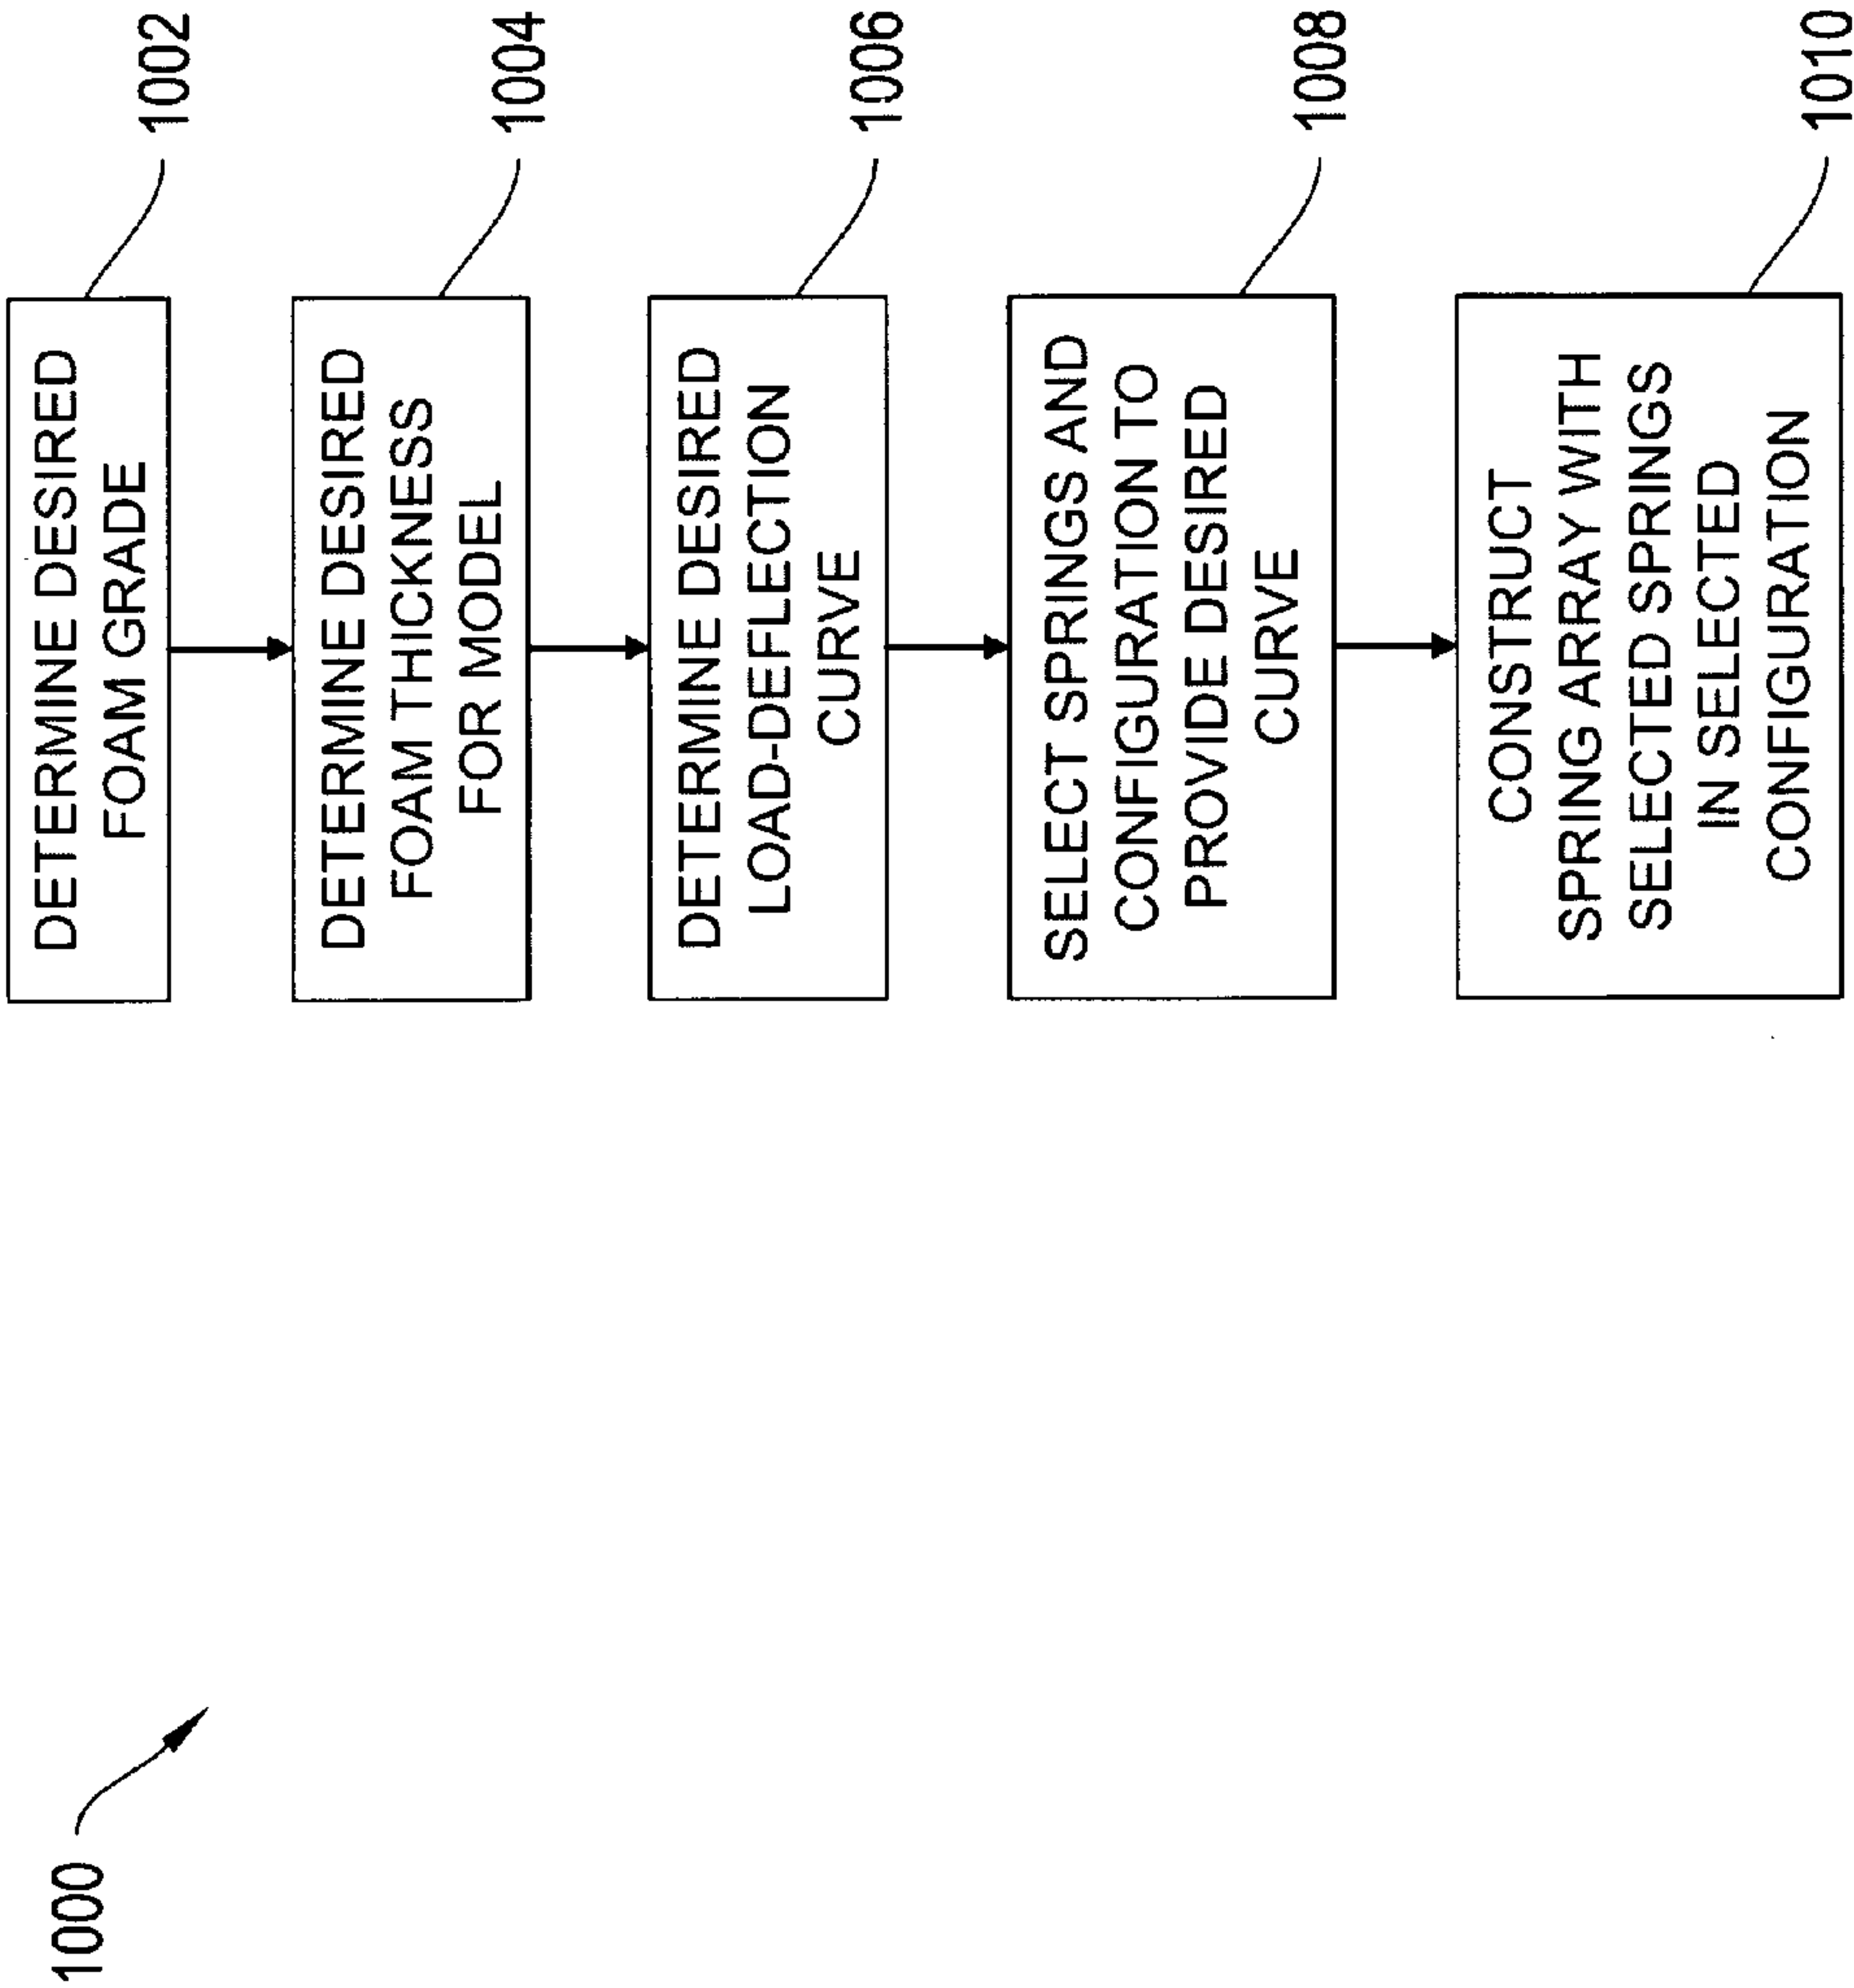 1000
DETERMINE DESIRED
FOAM GRADE
1002
DETERMINE DESIRED
FOAM THICKNESS
FOR MODEL
1004
DETERMINE DESIRED
LOAD-DEFLECTION
CURVE
1006
SELECT SPRINGS AND
CONFIGURATION TO
PROVIDE DESIRED
CURVE
1008
CONSTRUCT
SPRING ARRAY WITH
SELECTED SPRINGS
IN SELECTED
CONFIGURATION
1010